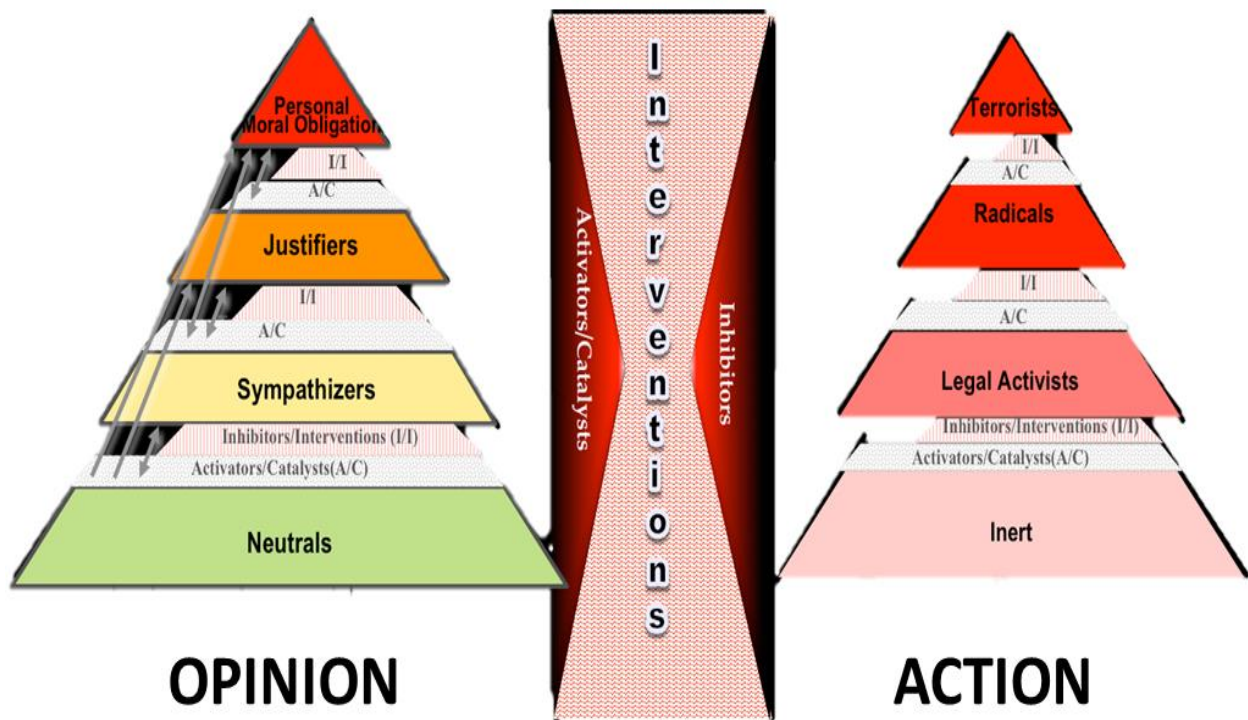 Personal
Moral Obligation
I/I
A/C
Justifiers
I/I
A/C
Sympathizers
Inhibitors/Interventions (I/I)
Activators/Catalysts(A/C)
Neutrals
OPINION
Activators/Catalysts
Interventions
Inhibitors
Terrorists
I/I
A/C
Radicals
I/I
A/C
Legal Activists
Inhibitors/Interventions (I/I)
Activators/Catalysts(A/C)
Inert
ACTION